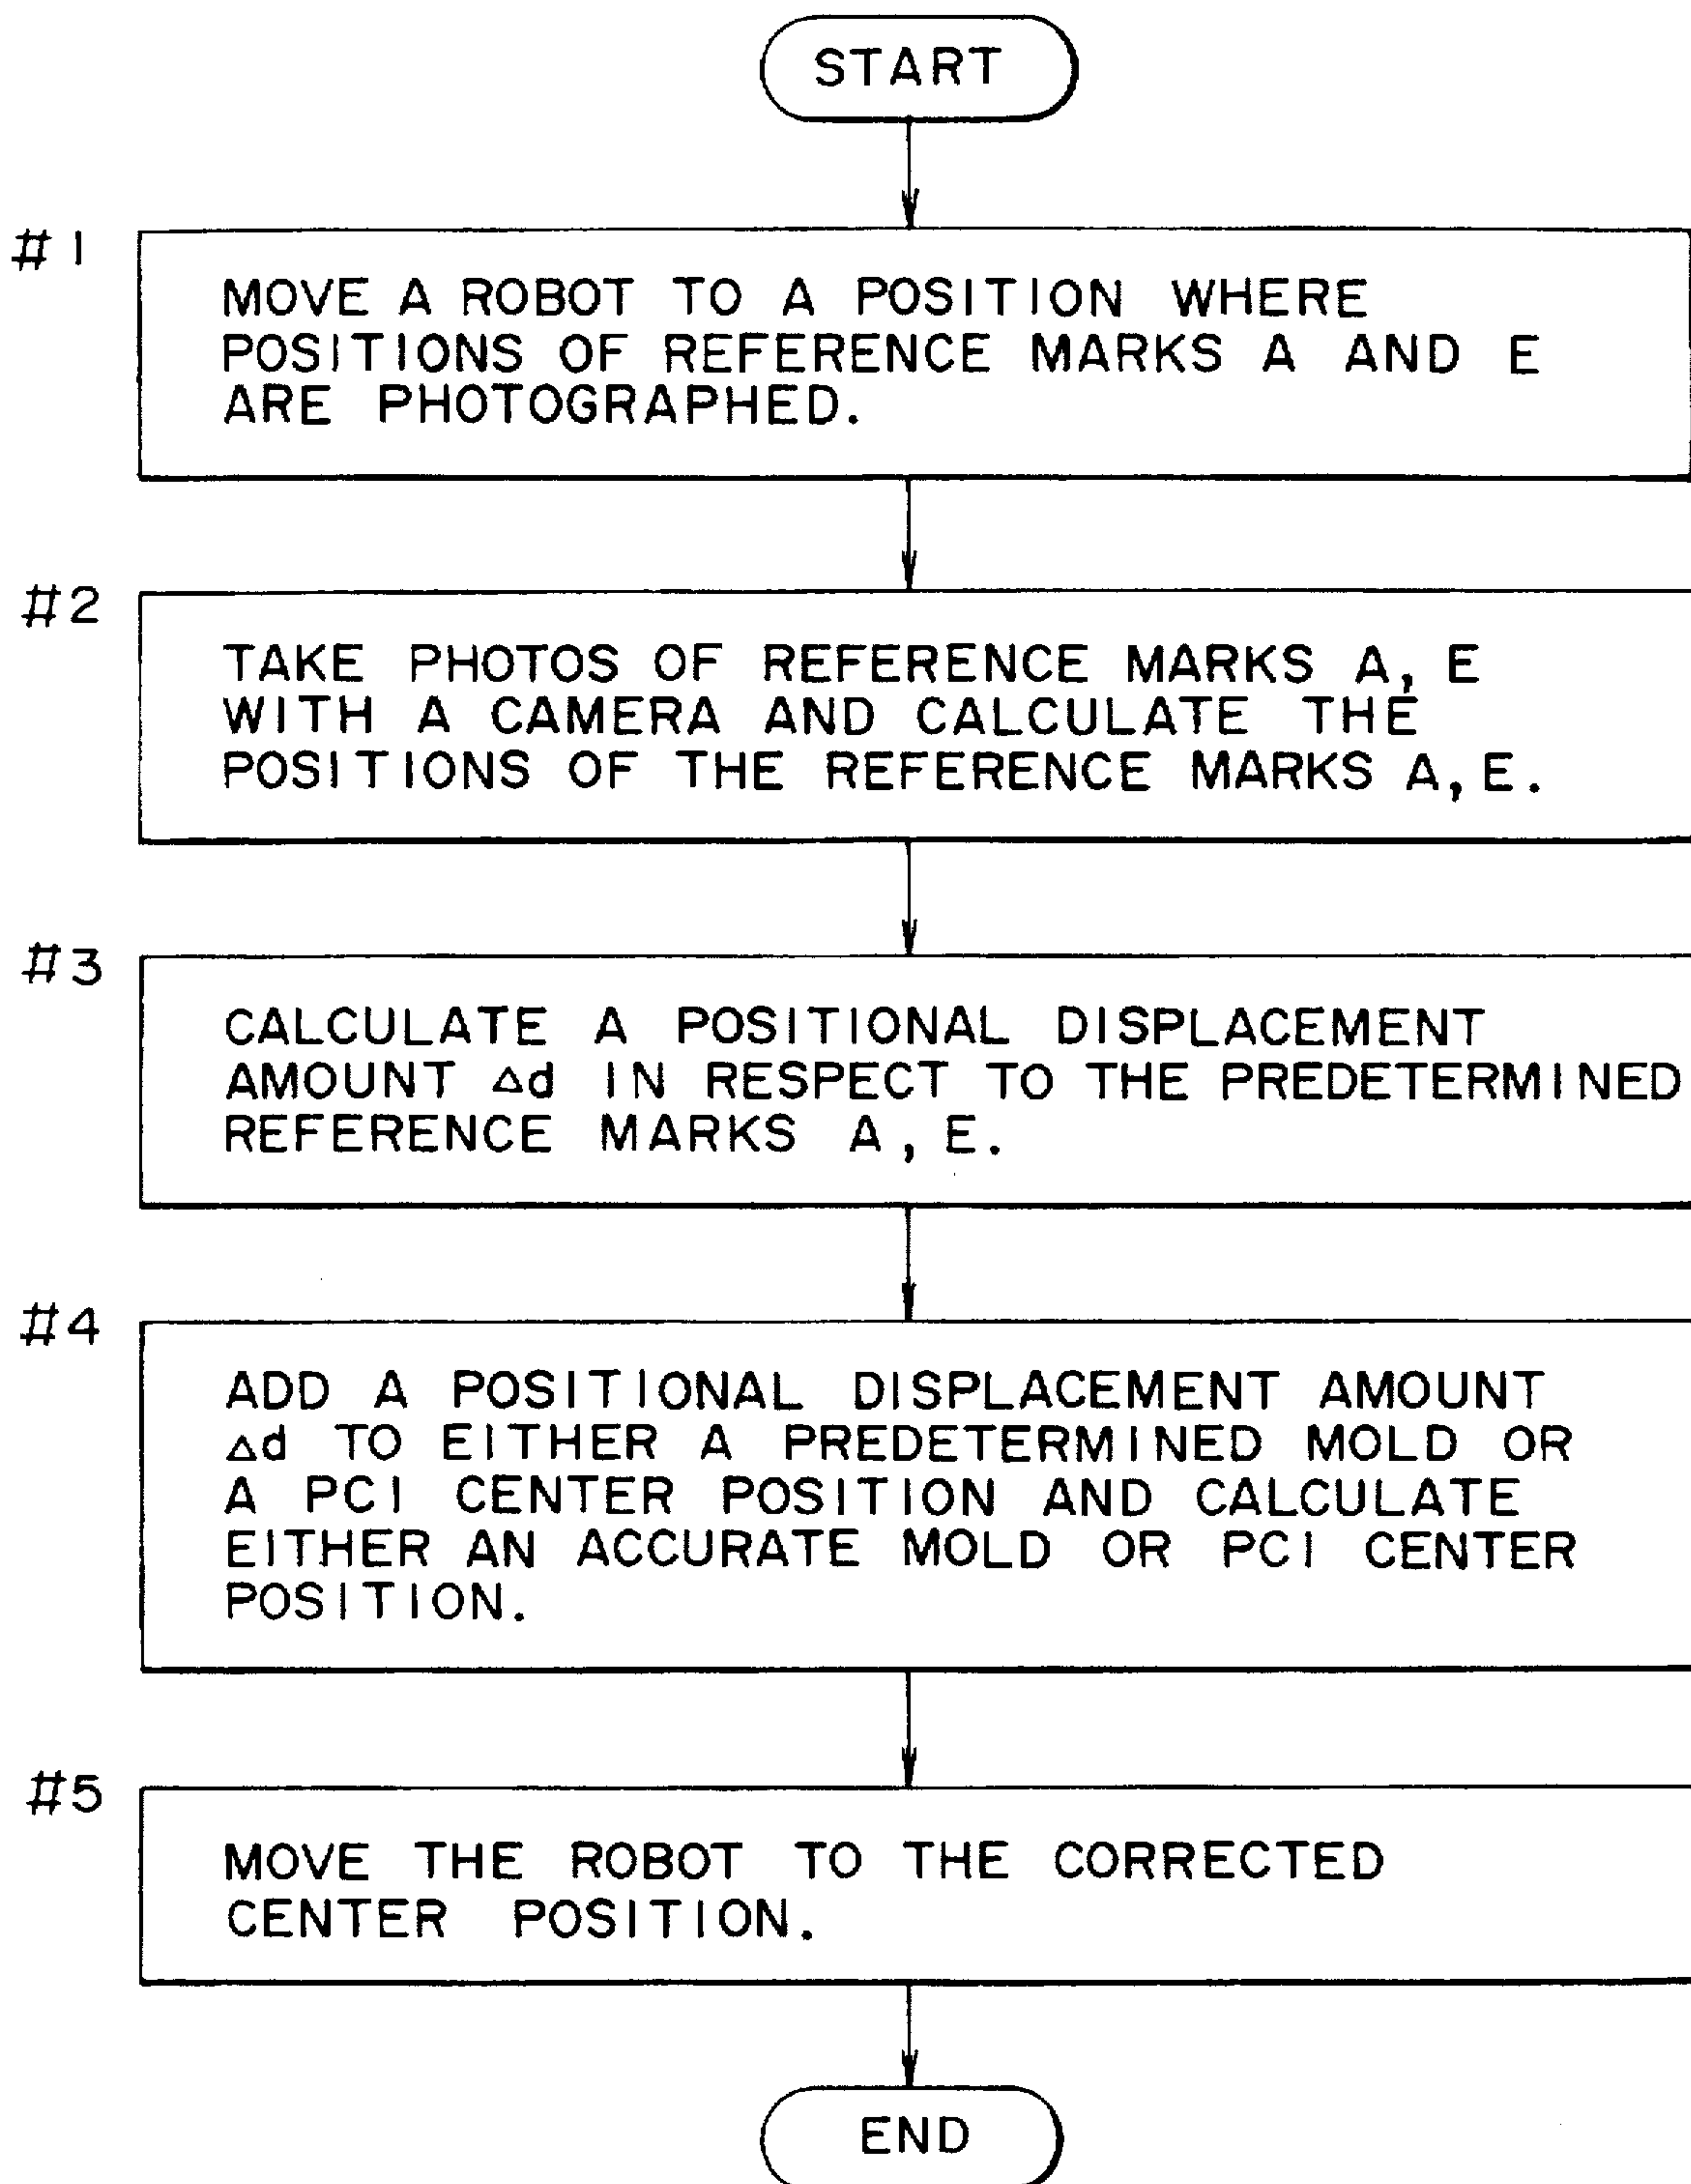 START
#1
MOVE A ROBOT TO A POSITION WHERE
POSITIONS OF REFERENCE MARKS A AND E
ARE PHOTOGRAPHED.
#2
TAKE PHOTOS OF REFERENCE MARKS A, E
WITH A CAMERA AND CALCULATE THE
POSITIONS OF THE REFERENCE MARKS A, E.
#3
CALCULATE A POSITIONAL DISPLACEMENT
AMOUNT Δd IN RESPECT TO THE PREDETERMINED
REFERENCE MARKS A, E.
#4
ADD A POSITIONAL DISPLACEMENT AMOUNT
Δd TO EITHER A PREDETERMINED MOLD OR
A PCI CENTER POSITION AND CALCULATE
EITHER AN ACCURATE MOLD OR PCI CENTER
POSITION.
#5
MOVE THE ROBOT TO THE CORRECTED
CENTER POSITION.
END